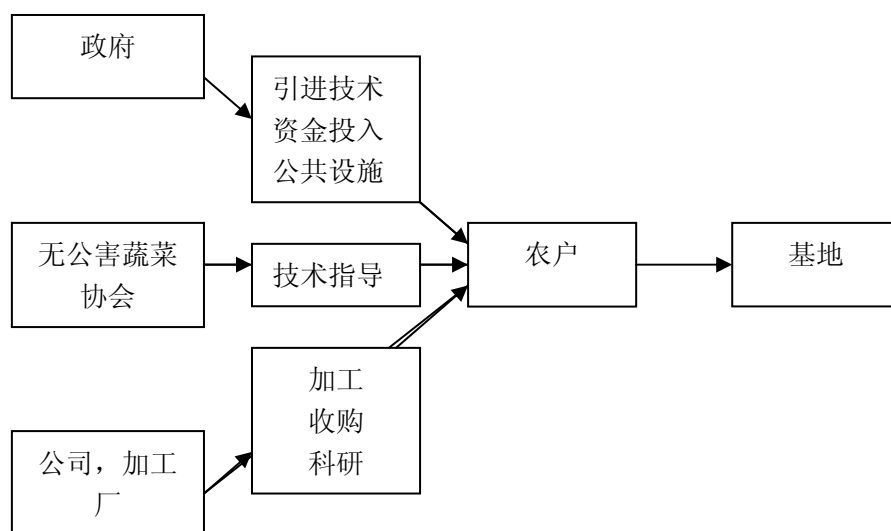 政府
引进技术
资金投入
公共设施
无公害蔬菜
协会
技术指导
农户
基地
加工
收购
科研
公司，加工
厂